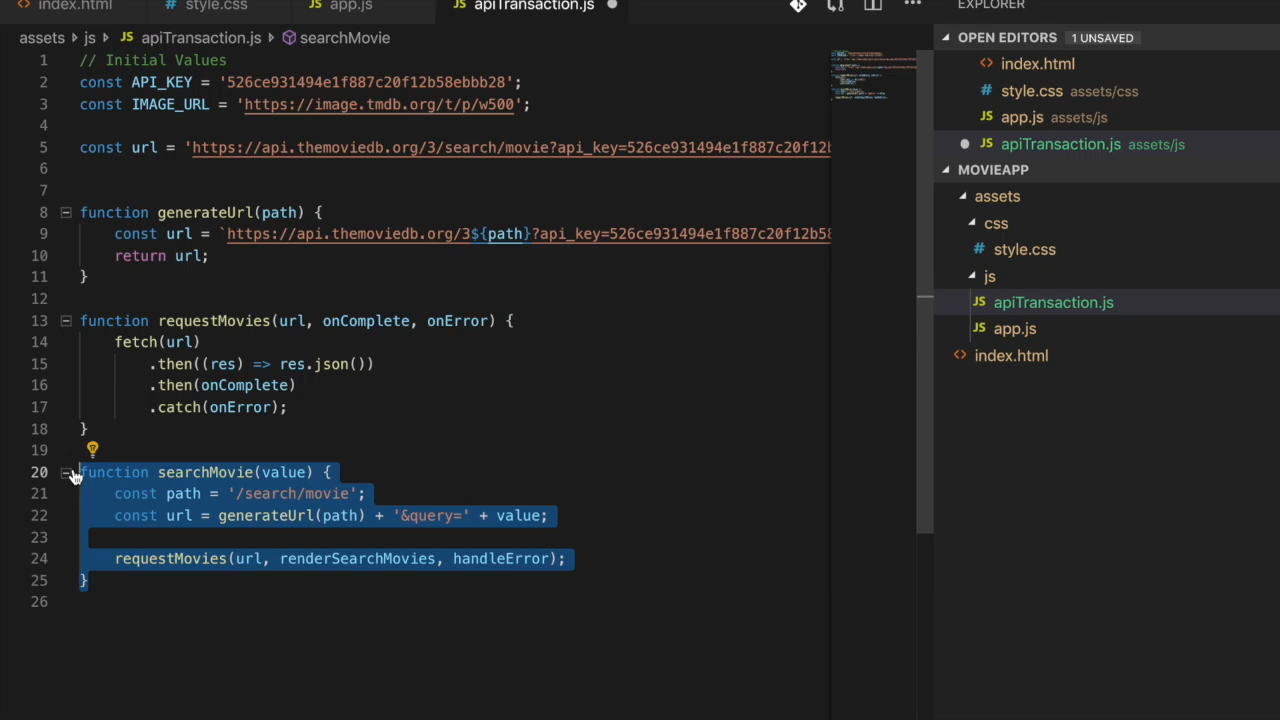 index.html
style.css
app.js
apiTransaction.js
assets
js
apiTransaction.js
searchMovie
1 // Initial Values
2 const API_KEY = '526ce931494e1f887c20f12b58ebbb28';
3 const IMAGE_URL = 'https://image.tmdb.org/t/p/w500';
4
5 const url = 'https://api.themoviedb.org/3/search/movie?api_key=526ce931494e1f887c20f12b
6
7
8 function generateUrl(path) {
9 const url = `https://api.themoviedb.org/3${path}?api_key=526ce931494e1f887c20f12b58
10 return url;
11 }
12
13 function requestMovies(url, onComplete, onError) {
14 fetch(url)
15 .then((res) => res.json())
16 .then(onComplete)
17 .catch(onError);
18 }
19
20 function searchMovie(value) {
21 const path = '/search/movie';
22 const url = generateUrl(path) + '&query=' + value;
23
24 requestMovies(url, renderSearchMovies, handleError);
25 }
26
EXPLORER
OPEN EDITORS 1 UNSAVED
index.html
style.css assets/css
JS app.js assets/js
JS apiTransaction.js assets/js
MOVIEAPP
assets
css
style.css
js
JS apiTransaction.js
JS app.js
index.html